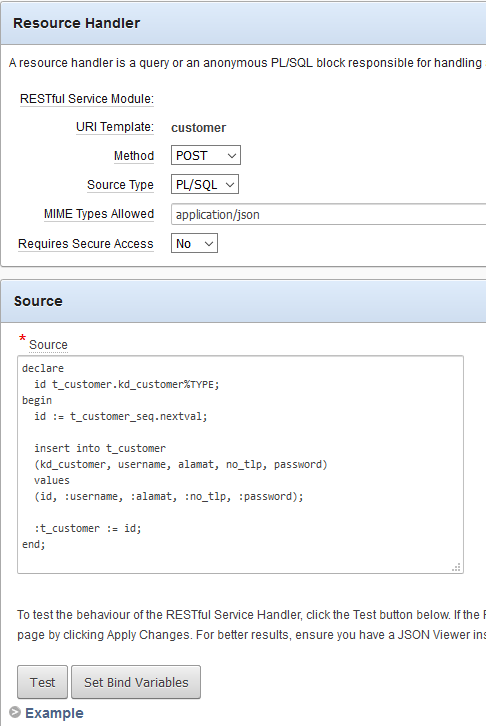 Resource Handler
A resource handler is a query or an anonymous PL/SQL block responsible for handling
RESTful Service Module:
URI Template: customer
Method POST
Source Type PL/SQL
MIME Types Allowed application/json
Requires Secure Access No
Source
* Source
declare
  id t_customer.kd_customer%TYPE;
begin
  id := t_customer_seq.nextval;
  insert into t_customer
  (kd_customer, username, alamat, no_tlp, password)
  values
  (id, :username, :alamat, :no_tlp, :password);
  :t_customer := id;
end;
To test the behaviour of the RESTful Service Handler, click the Test button below. If the
page by clicking Apply Changes. For better results, ensure you have a JSON Viewer
Test Set Bind Variables
Example